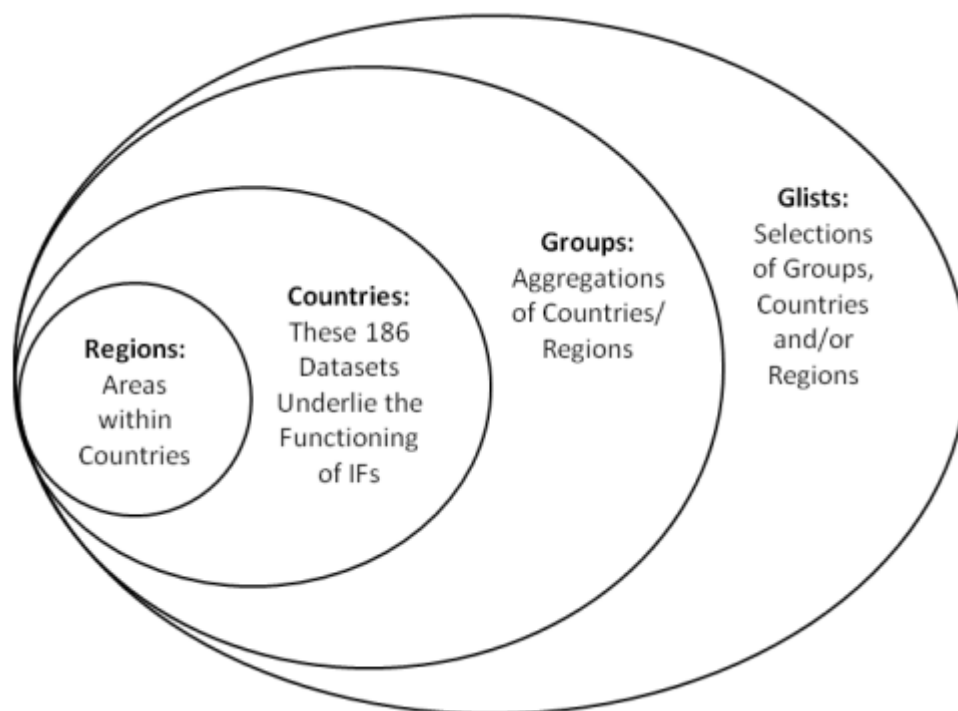 Regions:
Areas
within
Countries
Countries:
These 186
Datasets
Underlie the
Functioning
of IFs
Groups:
Aggregations
of Countries/
Regions
Glists:
Selections
of Groups,
Countries
and/or
Regions